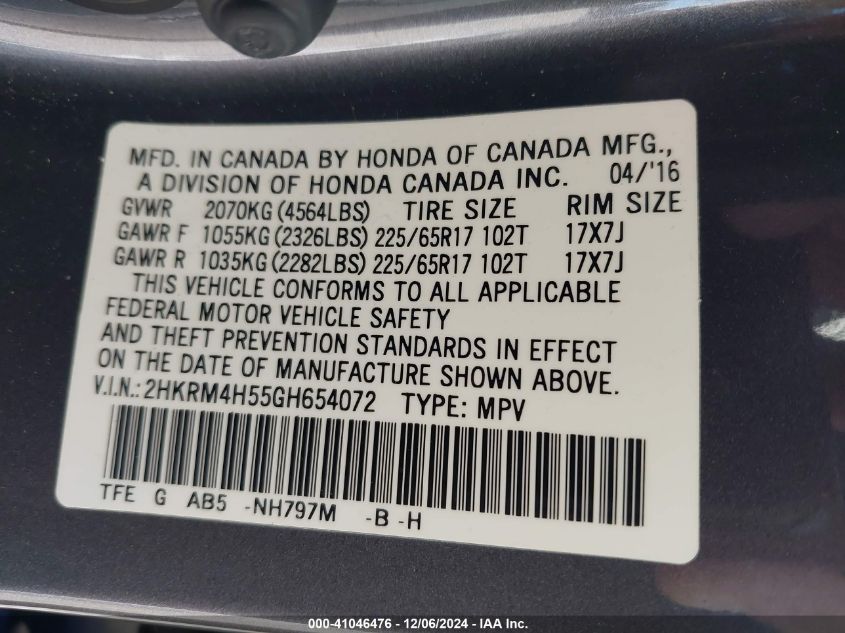 MFD. IN CANADA BY HONDA OF CANADA MFG.,
A DIVISION OF HONDA CANADA INC. 04/'16
GVWR 2070KG (4564LBS) TIRE SIZE RIM SIZE
GAWR F 1055KG (2326LBS) 225/65R17 102T 17X7J
GAWR R 1035KG (2282LBS) 225/65R17 102T 17X7J
THIS VEHICLE CONFORMS TO ALL APPLICABLE
FEDERAL MOTOR VEHICLE SAFETY
AND THEFT PREVENTION STANDARDS IN EFFECT
ON THE DATE OF MANUFACTURE SHOWN ABOVE.
V.I.N.: 2HKRM4H55GH654072 TYPE: MPV
TFE G AB5 -NH797M -B -H
000-41046476 - 12/06/2024 - IAA Inc.